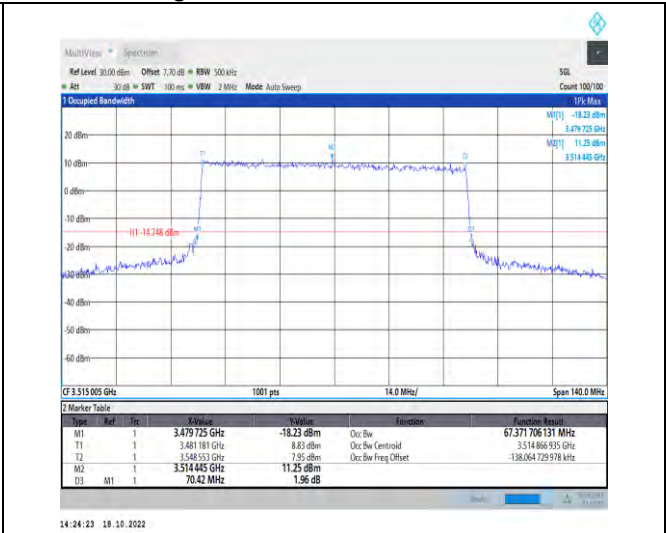 MultiView Spectrum
Ref Level 30.00 dBm Offset 7.70 dB RBW 500 kHz SGL
Att 30 dB SWT 100 ms VBW 2 MHz Mode Auto Sweep Count 100/100
1 Occupied Bandwidth 1Pk Max
M1[1] -18.23 dBm
3.479 725 GHz
M2[1] 11.25 dBm
3.514 445 GHz
20 dBm
10 dBm
0 dBm
-10 dBm
H1 -14.748 dBm
-30 dBm
-40 dBm
-50 dBm
-60 dBm
CF 3.515 005 GHz 1001 pts 14.0 MHz/ Span 140.0 MHz
2 Marker Table
Type Ref Trc X-Value Y-Value Function Function Result
M1 1 3.479 725 GHz -18.23 dBm Occ Bw 67.371 706 131 MHz
T1 1 3.481 181 GHz 8.83 dBm Occ Bw Centroid 3.514 866 935 GHz
T2 1 3.548 553 GHz 7.95 dBm Occ Bw Freq Offset -138.064 729 978 kHz
M2 1 3.514 445 GHz 11.25 dBm
D3 M1 1 70.42 MHz 1.96 dB
14:24:23 18.10.2022